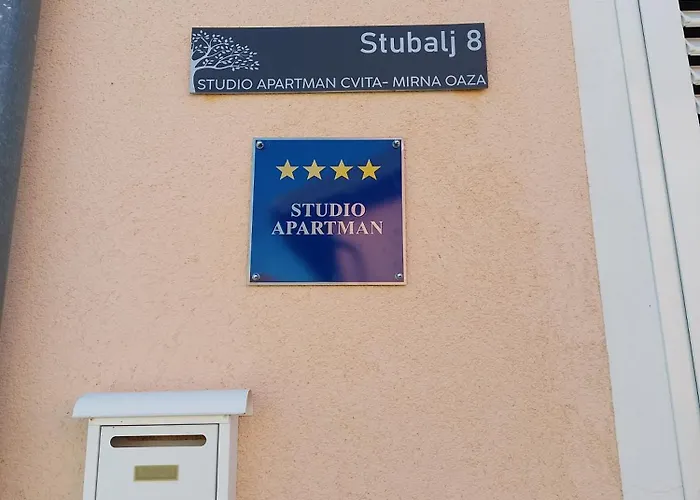 Stubalj 8
STUDIO APARTMAN CVITA- MIRNA OAZA
STUDIO
APARTMAN